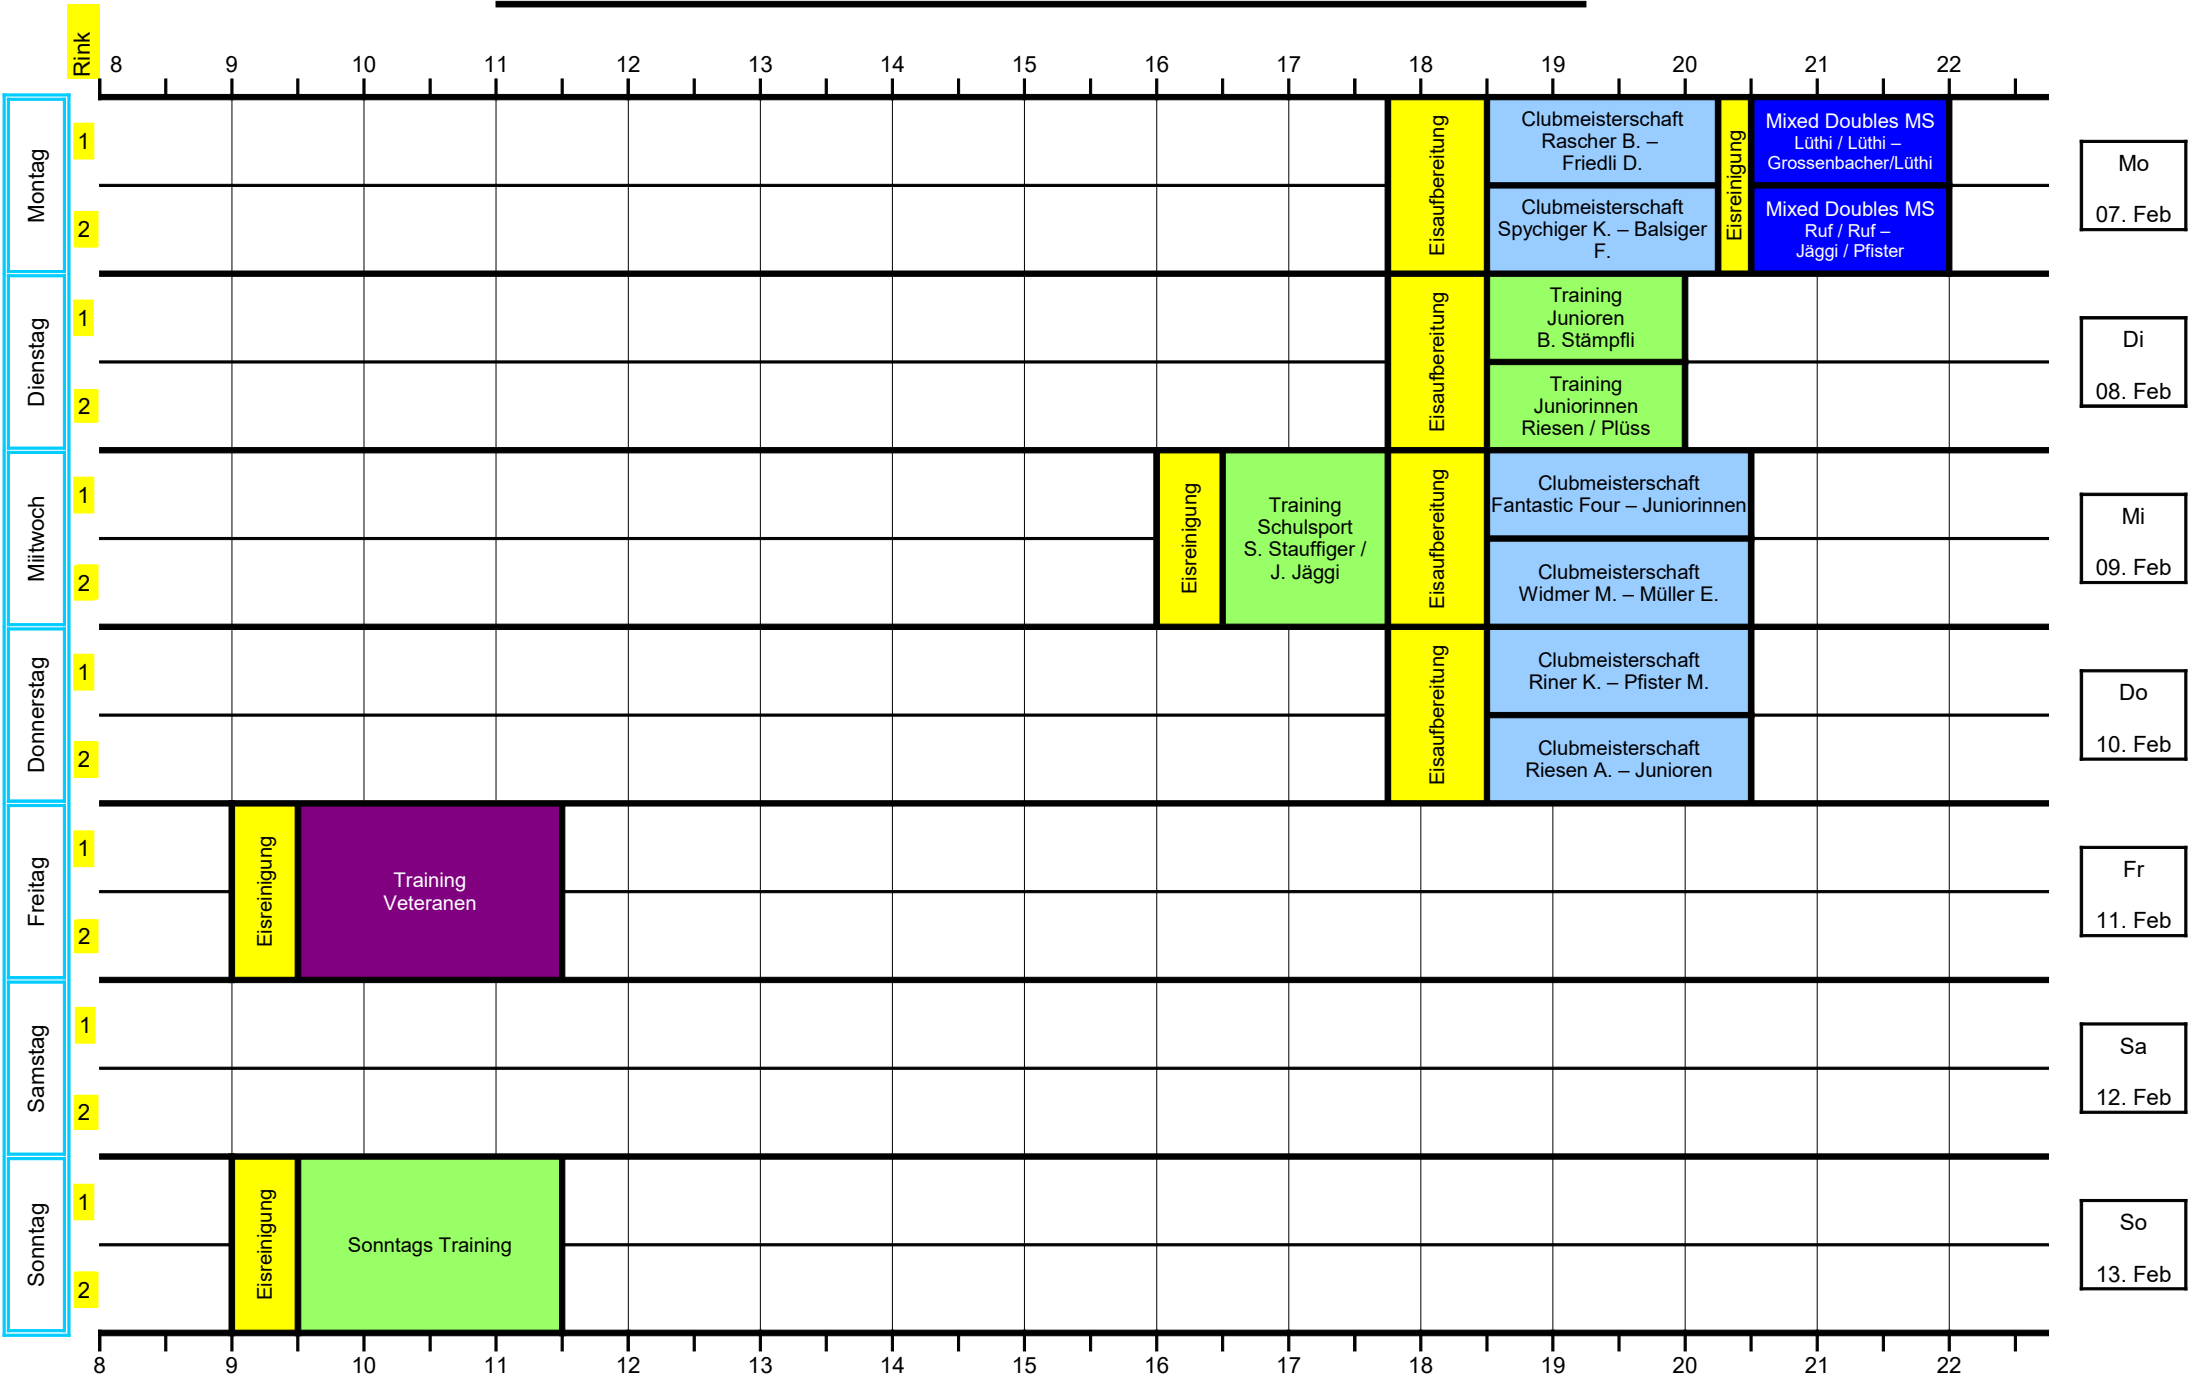 Rink
8 9 10 11 12 13 14 15 16 17 18 19 20 21 22
Montag
1
2
Eisaufbereitung
Clubmeisterschaft
Rascher B. –
Friedli D.
Clubmeisterschaft
Spychiger K. – Balsiger
F.
Eisreinigung
Mixed Doubles MS
Lüthi / Lüthi –
Grossenbacher/Lüthi
Mixed Doubles MS
Ruf / Ruf –
Jäggi / Pfister
Mo
07. Feb
Dienstag
1
2
Eisaufbereitung
Training
Junioren
B. Stämpfli
Training
Juniorinnen
Riesen / Plüss
Di
08. Feb
Mittwoch
1
2
Eisreinigung
Training
Schulsport
S. Stauffiger /
J. Jäggi
Eisaufbereitung
Clubmeisterschaft
Fantastic Four – Juniorinnen
Clubmeisterschaft
Widmer M. – Müller E.
Mi
09. Feb
Donnerstag
1
2
Eisaufbereitung
Clubmeisterschaft
Riner K. – Pfister M.
Clubmeisterschaft
Riesen A. – Junioren
Do
10. Feb
Freitag
1
2
Eisreinigung
Training
Veteranen
Fr
11. Feb
Samstag
1
2
Sa
12. Feb
Sonntag
1
2
Eisreinigung
Sonntags Training
So
13. Feb
8 9 10 11 12 13 14 15 16 17 18 19 20 21 22